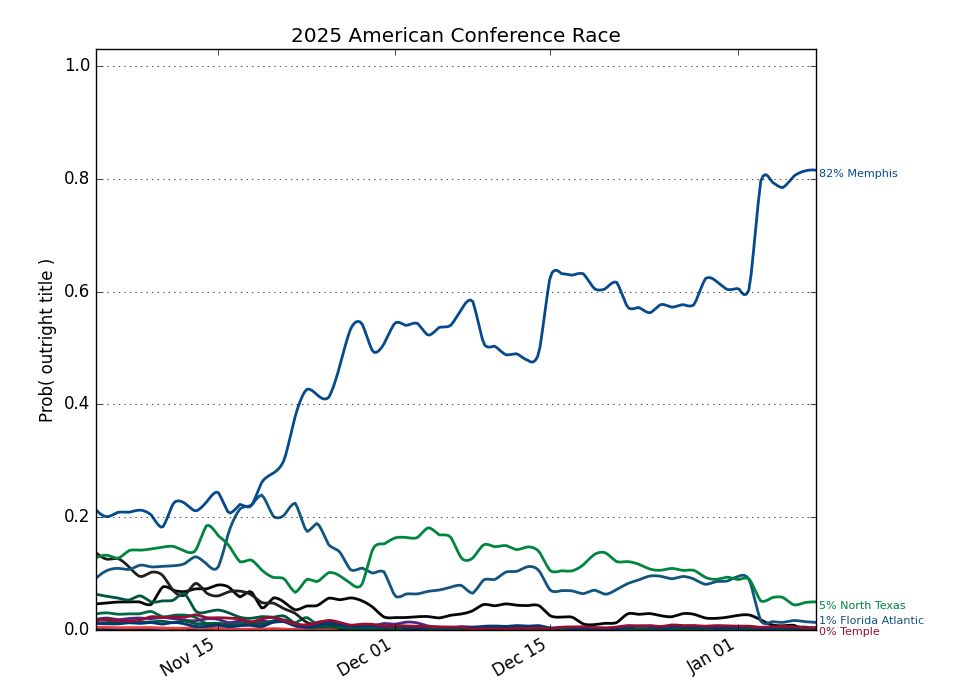 2025 American Conference Race
Prob( outright title )
1.0
0.8
0.6
0.4
0.2
0.0
82% Memphis
5% North Texas
1% Florida Atlantic
0% Temple
Nov 15
Dec 01
Dec 15
Jan 01